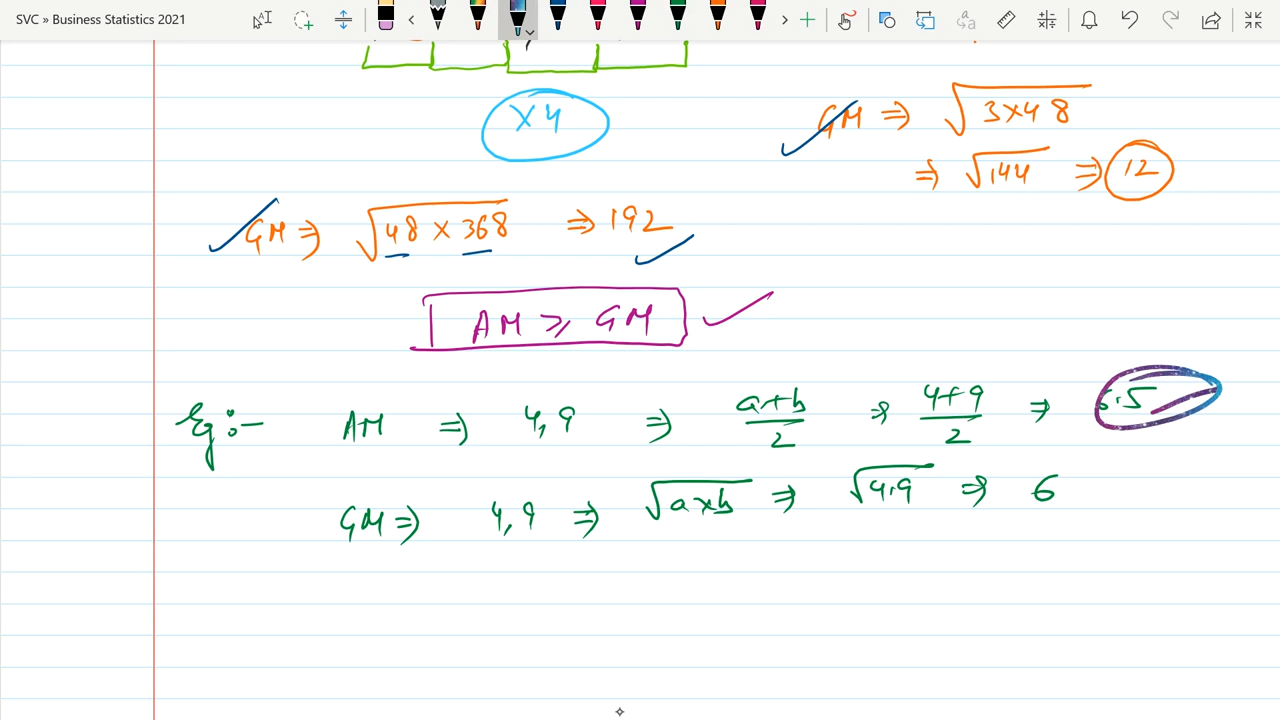 SVC » Business Statistics 2021
×4
GM ⇒ √3×48
⇒ √144 ⇒ 12
GM ⇒ √48 × 368 ⇒ 192
AM ⩾ GM
Eg :- AM ⇒ 4, 9 ⇒ a+b/2 ⇒ 4+9/2 ⇒ 6.5
GM ⇒ 4, 9 ⇒ √a×b ⇒ √4.9 ⇒ 6